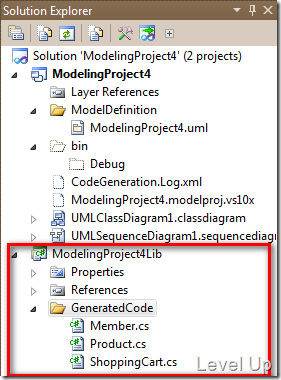 Solution Explorer
Solution 'ModelingProject4' (2 projects)
ModelingProject4
Layer References
ModelDefinition
ModelingProject4.uml
bin
Debug
CodeGeneration.Log.xml
ModelingProject4.modelproj.vs10x
UMLClassDiagram1.classdiagram
UMLSequenceDiagram1.sequencediag
ModelingProject4Lib
Properties
References
GeneratedCode
Member.cs
Product.cs
ShoppingCart.cs
Level Up